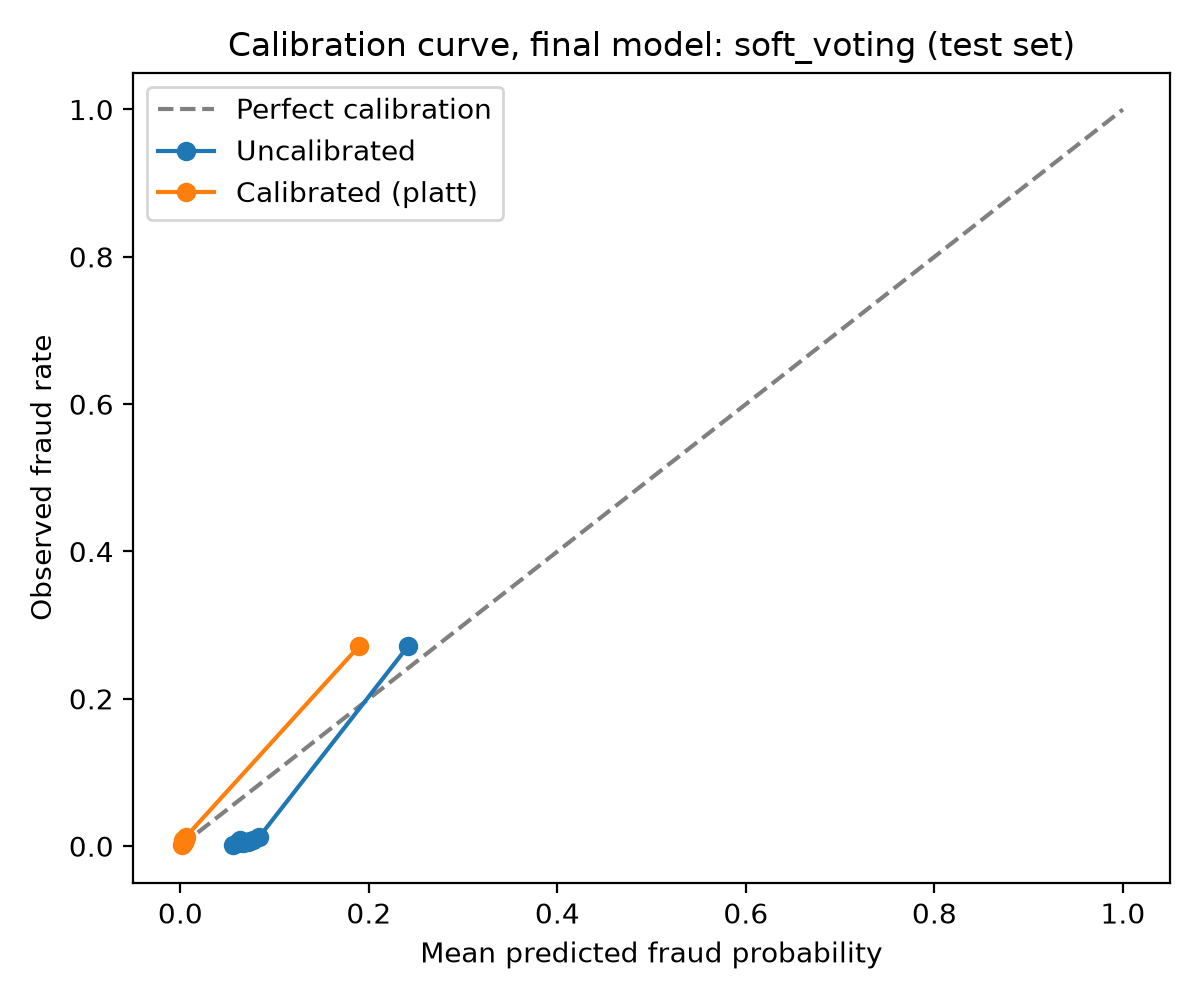 Calibration curve, final model: soft_voting (test set)
Perfect calibration
Uncalibrated
Calibrated (platt)
1.0
0.8
0.6
0.4
0.2
0.0
Observed fraud rate
0.0 0.2 0.4 0.6 0.8 1.0
Mean predicted fraud probability